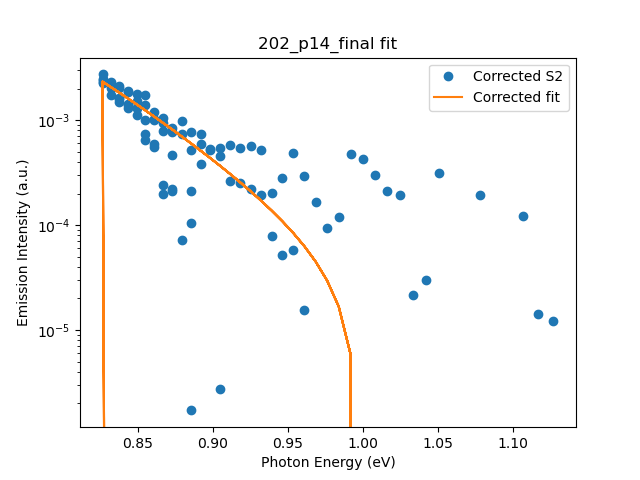 202_p14_final fit
Corrected S2
Corrected fit
Emission Intensity (a.u.)
10⁻³
10⁻⁴
10⁻⁵
0.85 0.90 0.95 1.00 1.05 1.10
Photon Energy (eV)